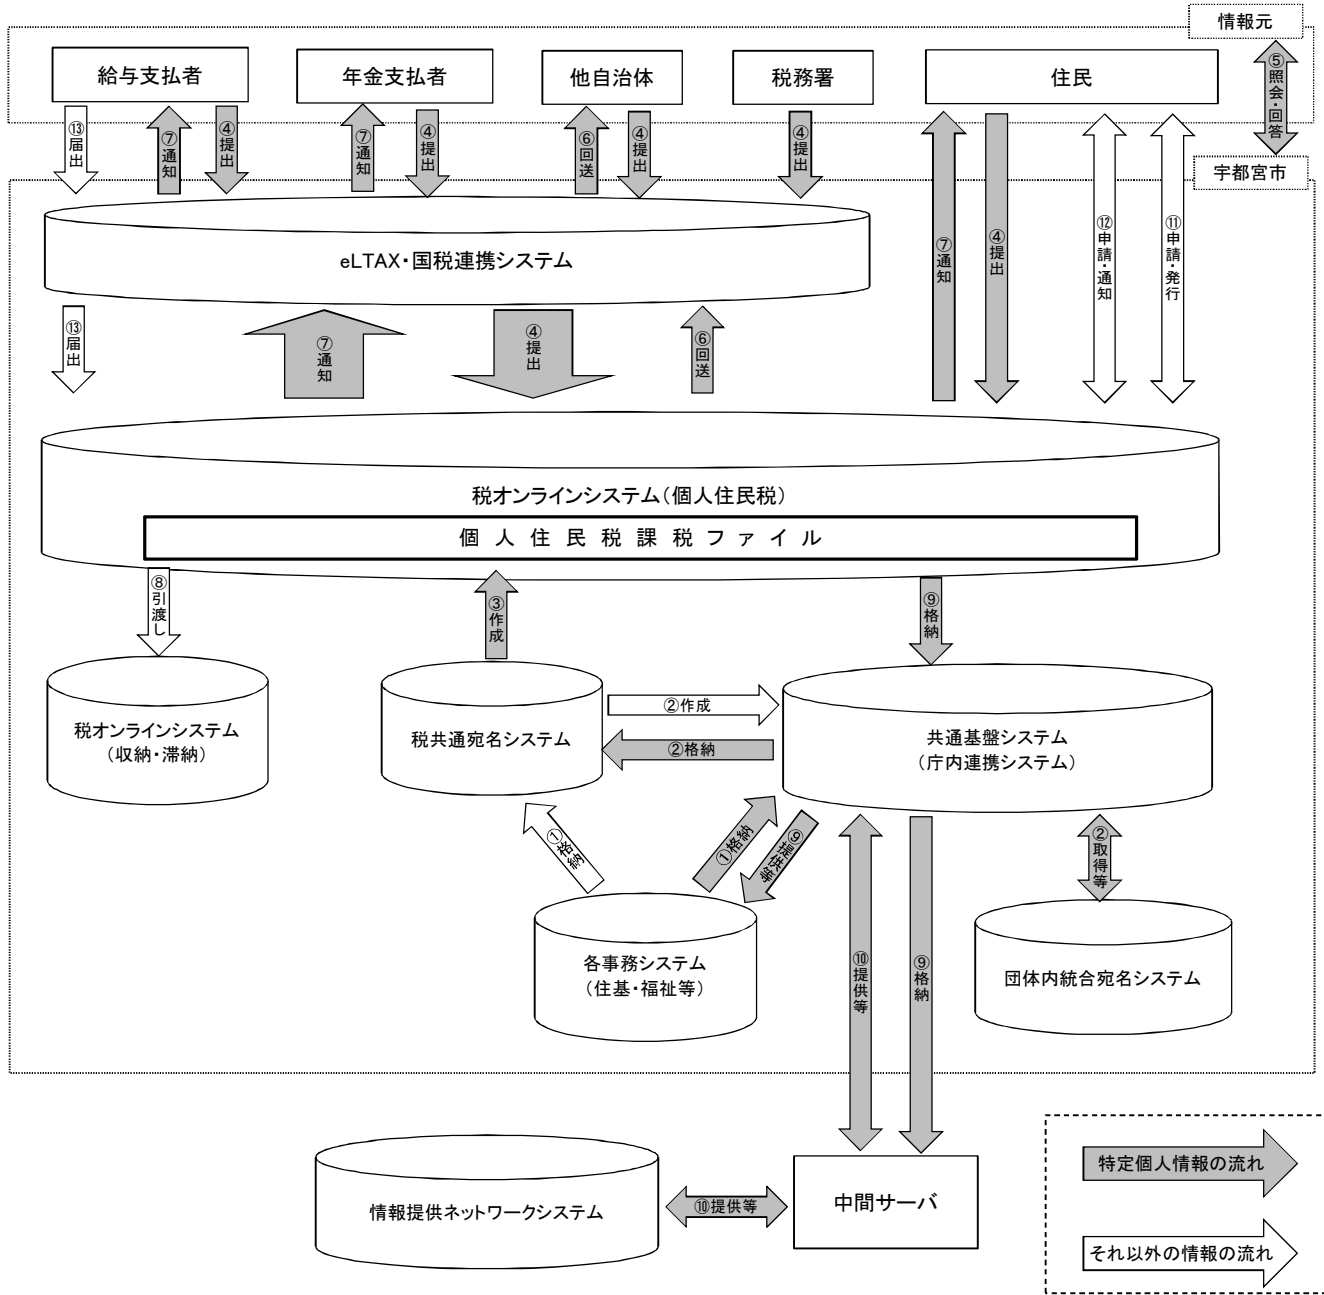 情報元
給与支払者
年金支払者
他自治体
税務署
住民
⑤照会・回答
⑬届出
⑦通知
④提出
⑦通知
④提出
⑥回送
④提出
④提出
宇都宮市
eLTAX・国税連携システム
⑦通知
④提出
⑫申請・通知
⑪申請・発行
⑬届出
⑦通知
④提出
⑥回送
税オンラインシステム（個人住民税）
個人住民税課税ファイル
⑧引渡し
③作成
⑨格納
税オンラインシステム
（収納・滞納）
税共通宛名システム
②作成
②格納
共通基盤システム
（庁内連携システム）
①格納
①格納
⑨提供等
②取得等
各事務システム
（住基・福祉等）
⑩提供等
⑨格納
団体内統合宛名システム
情報提供ネットワークシステム
⑩提供等
中間サーバ
特定個人情報の流れ
それ以外の情報の流れ